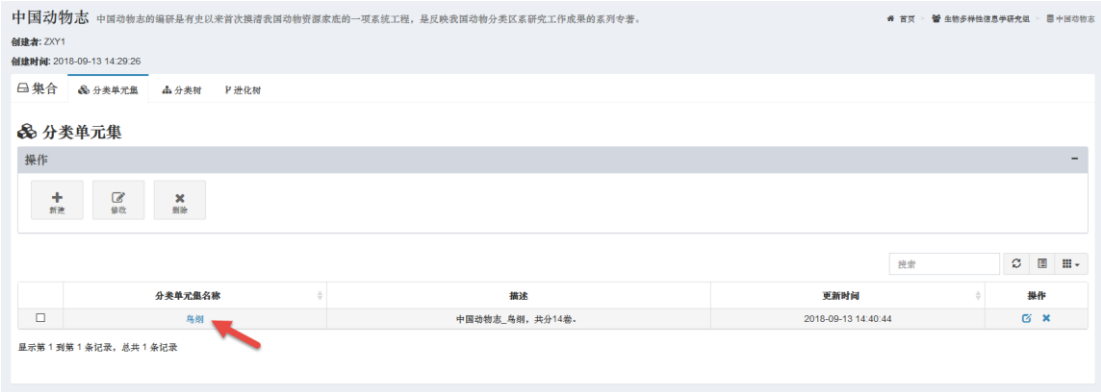 中国动物志 中国动物志的编研是有史以来首次摸清我国动物资源家底的一项系统工程，是反映我国动物分类区系研究工作成果的系列专著。
首页 > 生物多样性信息学研究组 > 中国动物志
创建者: ZXY1
创建时间: 2018-09-13 14:29:26
集合 分类单元集 分类树 进化树
分类单元集
操作
新建 修改 删除
搜索
分类单元集名称 描述 更新时间 操作
鸟纲 中国动物志_鸟纲，共分14卷。 2018-09-13 14:40:44
显示第 1 到第 1 条记录，总共 1 条记录